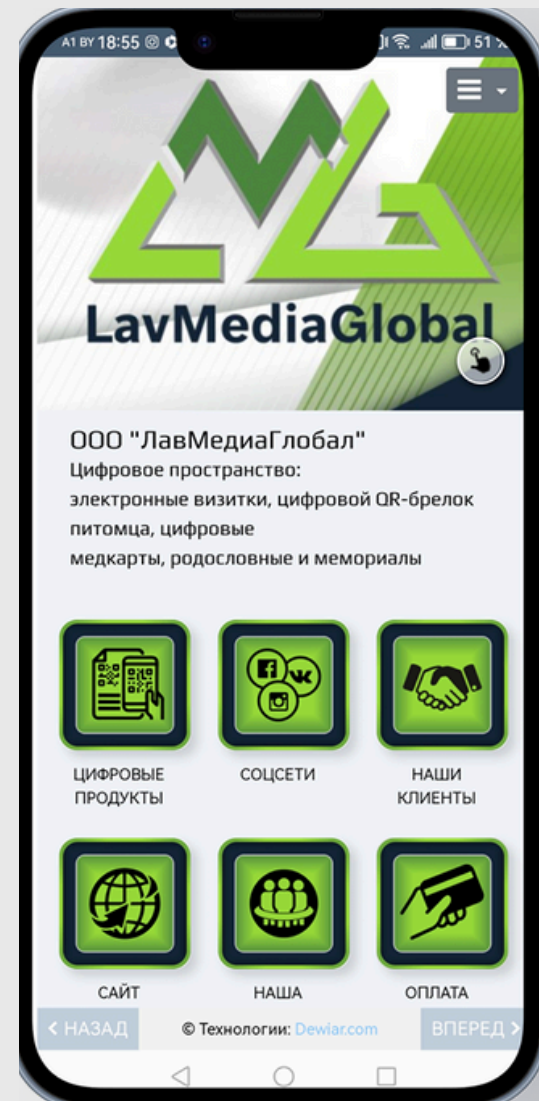 A1 BY 18:55
51 %
LavMediaGlobal
ООО "ЛавМедиаГлобал"
Цифровое пространство:
электронные визитки, цифровой QR-брелок
питомца, цифровые
медкарты, родословные и мемориалы
ЦИФРОВЫЕ
ПРОДУКТЫ
СОЦСЕТИ
НАШИ
КЛИЕНТЫ
САЙТ
НАША
ОПЛАТА
< НАЗАД
© Технологии: Dewiar.com
ВПЕРЕД >